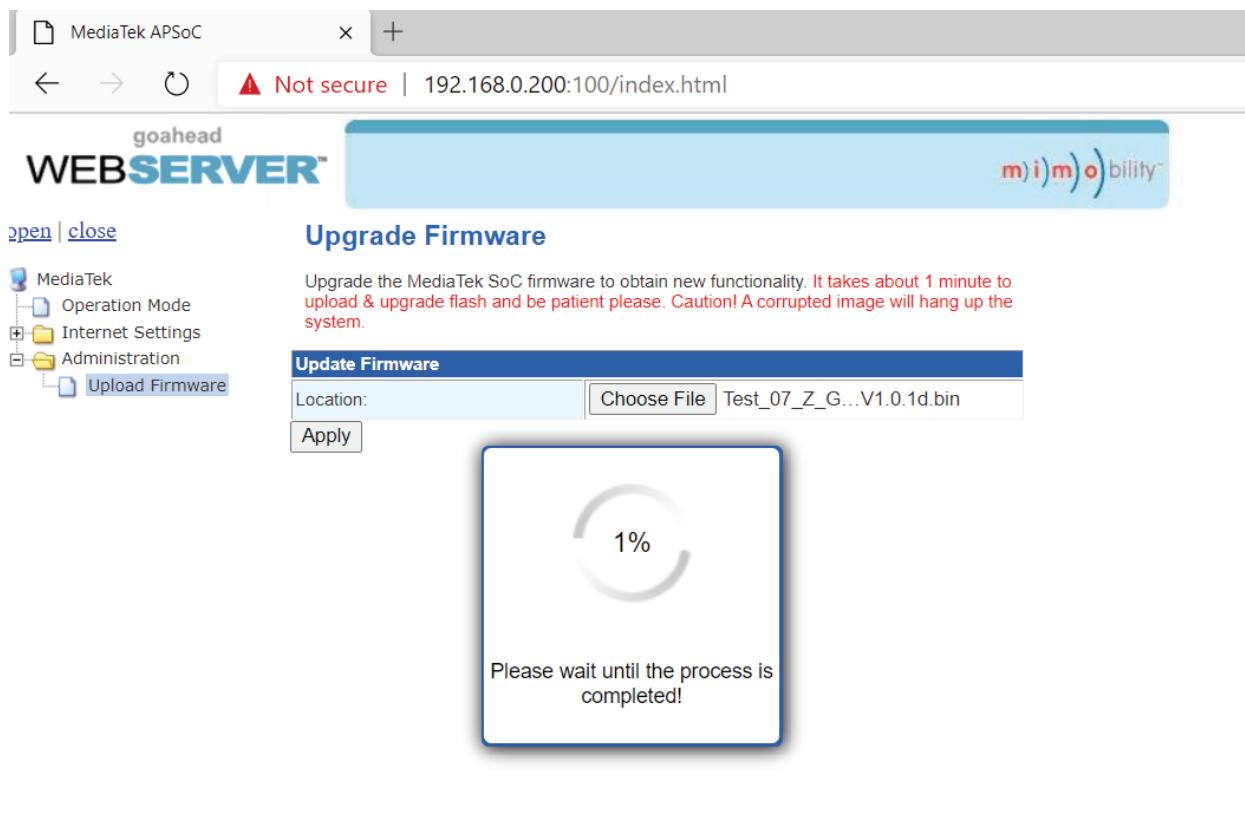 MediaTek APSoC
Not secure | 192.168.0.200:100/index.html
goahead
WEBSERVER™
m)i)m)o)bility™
open | close
Upgrade Firmware
MediaTek
Operation Mode
Internet Settings
Administration
Upload Firmware
Upgrade the MediaTek SoC firmware to obtain new functionality. It takes about 1 minute to
upload & upgrade flash and be patient please. Caution! A corrupted image will hang up the
system.
Update Firmware
Location: Choose File Test_07_Z_G...V1.0.1d.bin
Apply
1%
Please wait until the process is
completed!